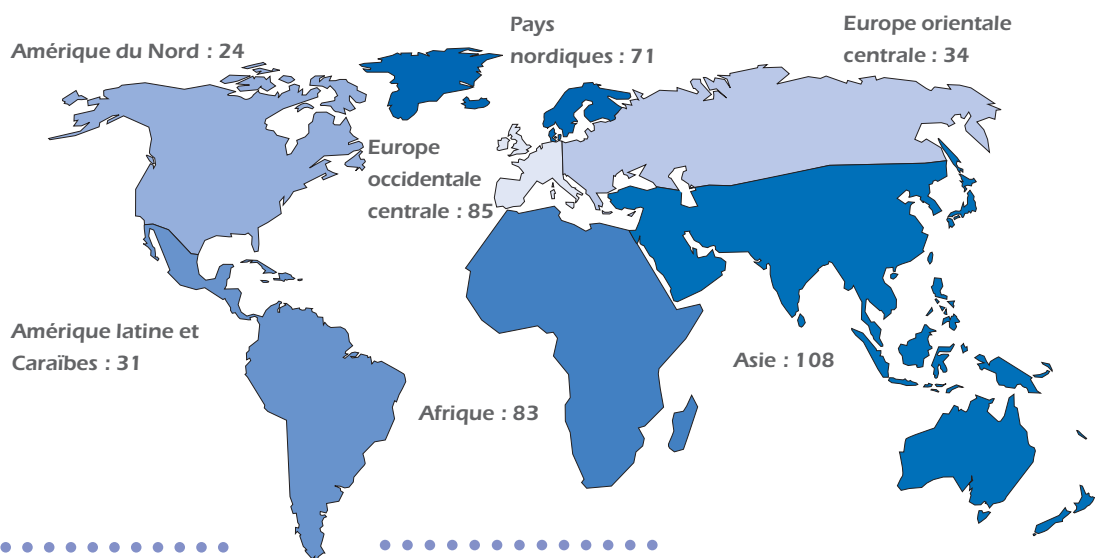 Amérique du Nord : 24
Pays
nordiques : 71
Europe orientale
centrale : 34
Europe
occidentale
centrale : 85
Amérique latine et
Caraïbes : 31
Afrique : 83
Asie : 108